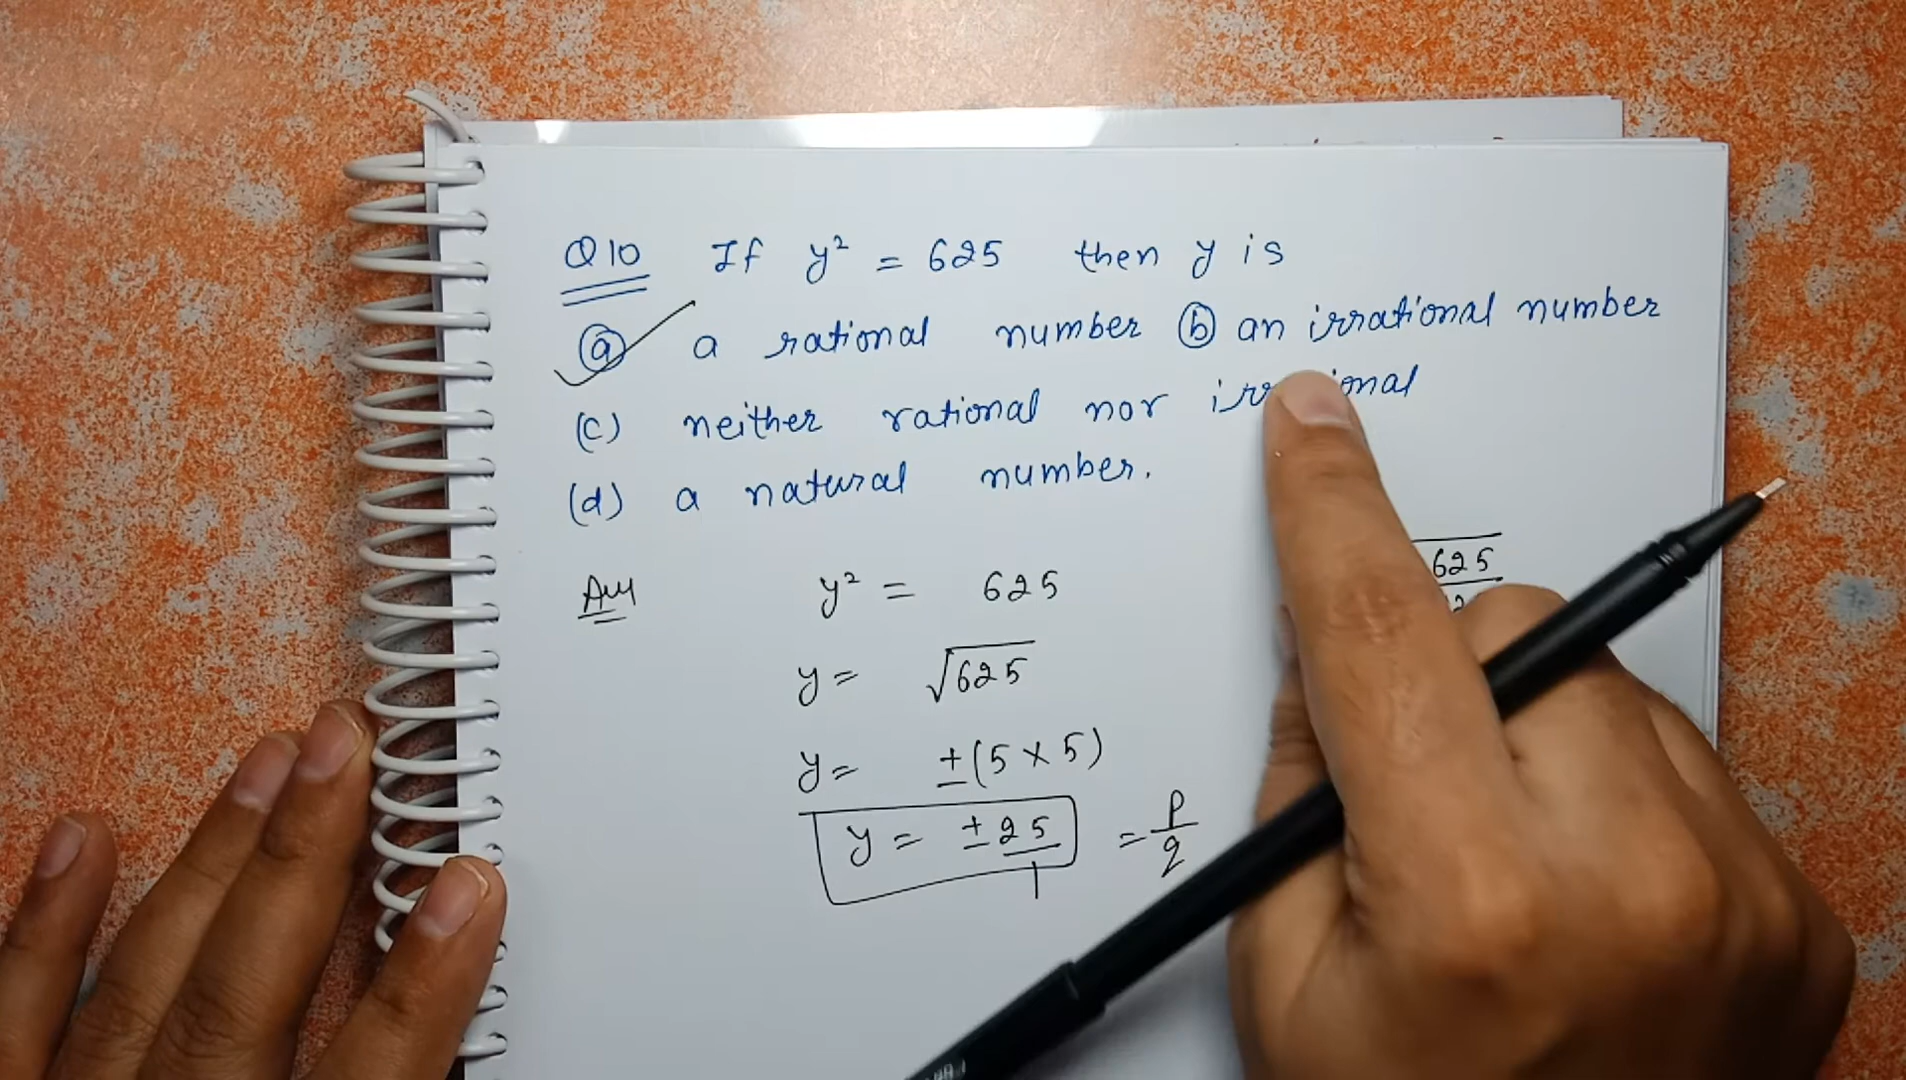 Q10 If y² = 625 then y is
(a) a rational number (b) an irrational number
(c) neither rational nor irrational
(d) a natural number.
Ans y² = 625
y = √625
y = ±(5 × 5)
y = ±25/1 = p/q
625